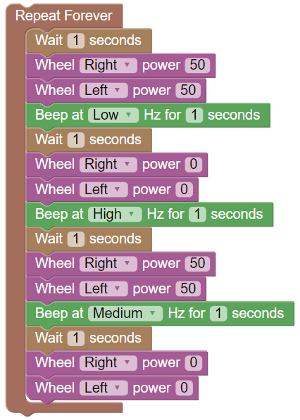 Repeat Forever
Wait 1 seconds
Wheel Right power 50
Wheel Left power 50
Beep at Low Hz for 1 seconds
Wait 1 seconds
Wheel Right power 0
Wheel Left power 0
Beep at High Hz for 1 seconds
Wait 1 seconds
Wheel Right power 50
Wheel Left power 50
Beep at Medium Hz for 1 seconds
Wait 1 seconds
Wheel Right power 0
Wheel Left power 0